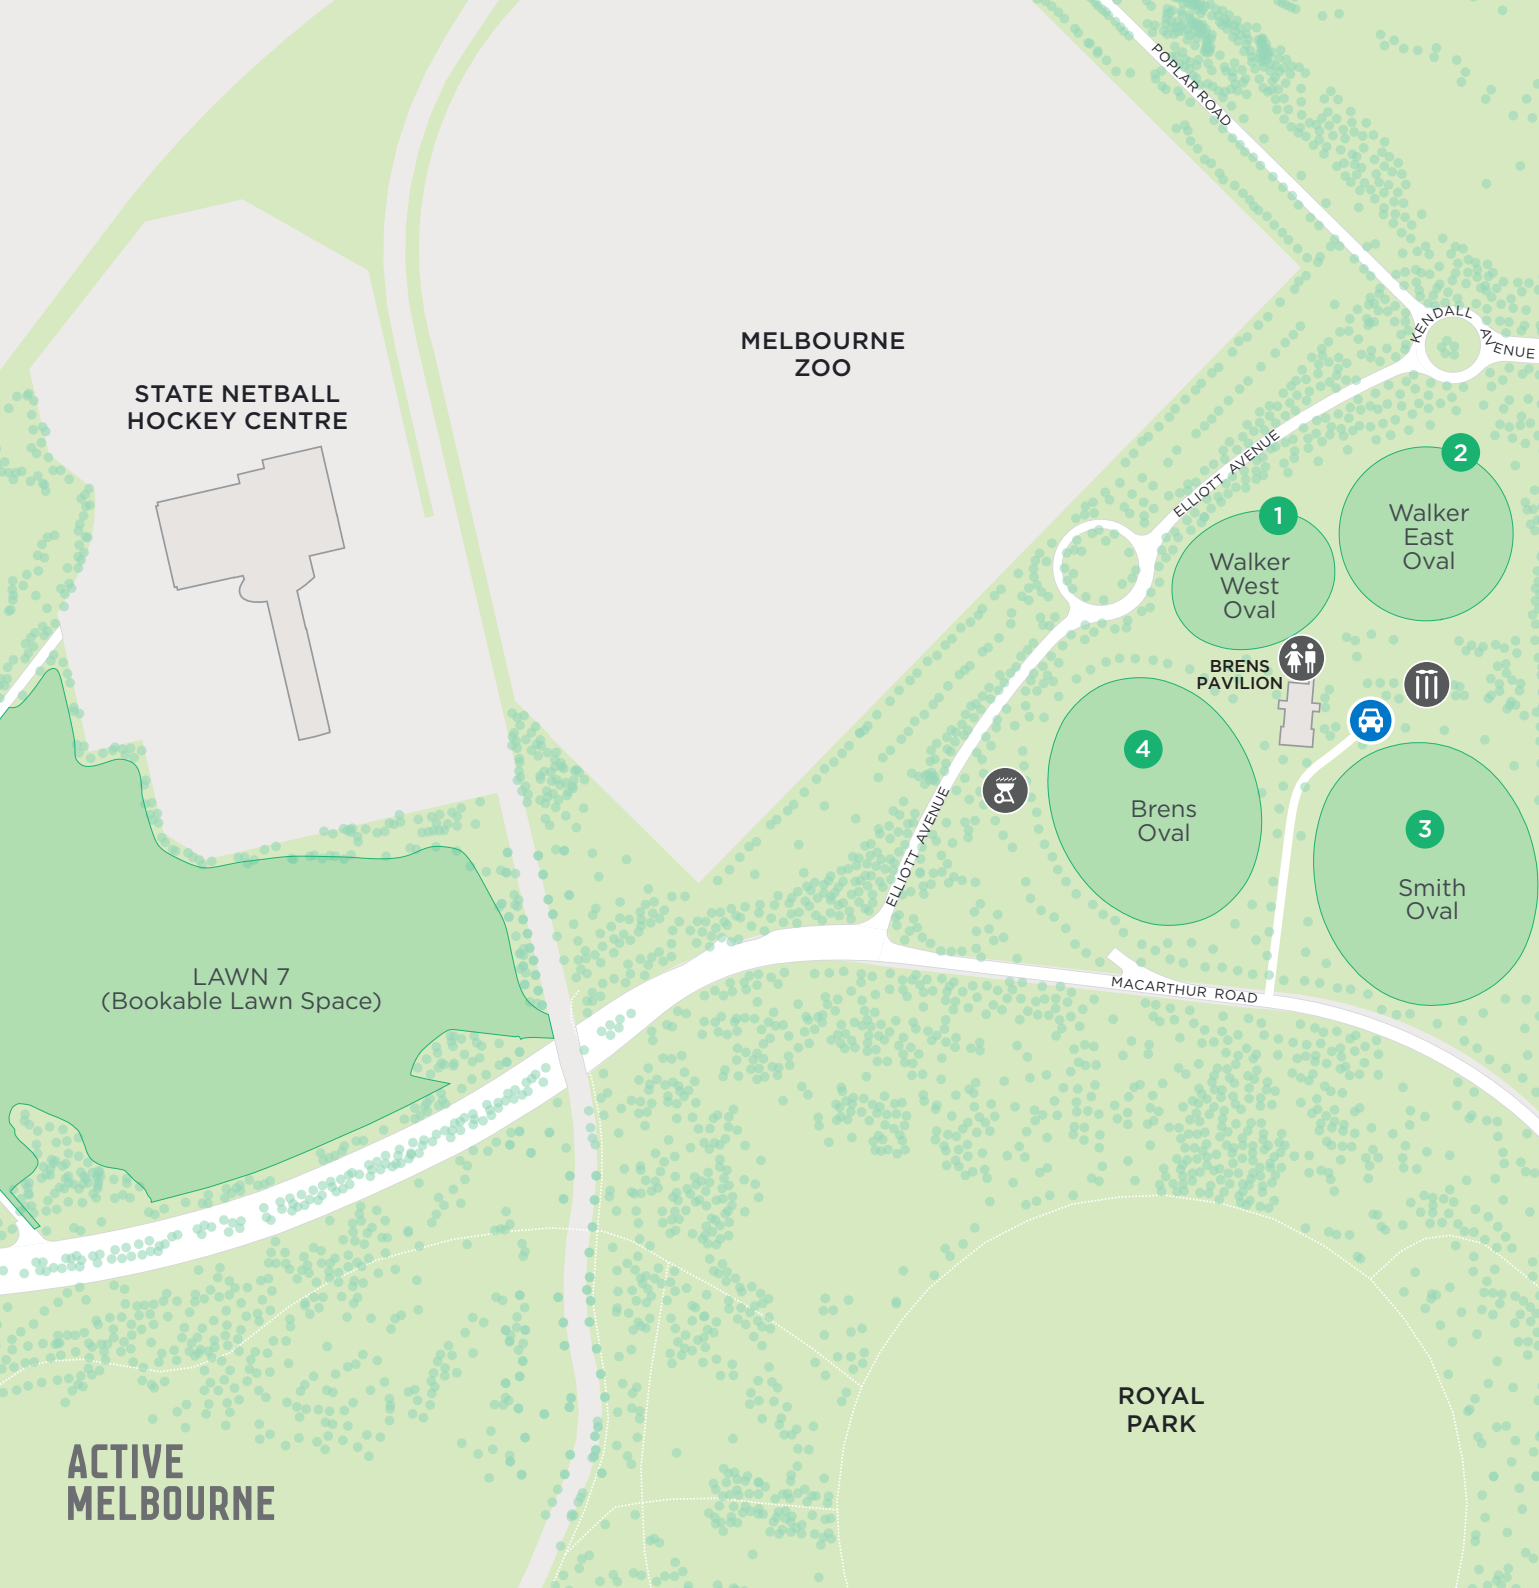 POPLAR ROAD
KENDALL AVENUE
MELBOURNE
ZOO
STATE NETBALL
HOCKEY CENTRE
ELLIOTT AVENUE
2
Walker
East
Oval
1
Walker
West
Oval
BRENS
PAVILION
4
Brens
Oval
3
Smith
Oval
ELLIOTT AVENUE
LAWN 7
(Bookable Lawn Space)
MACARTHUR ROAD
ROYAL
PARK
ACTIVE
MELBOURNE